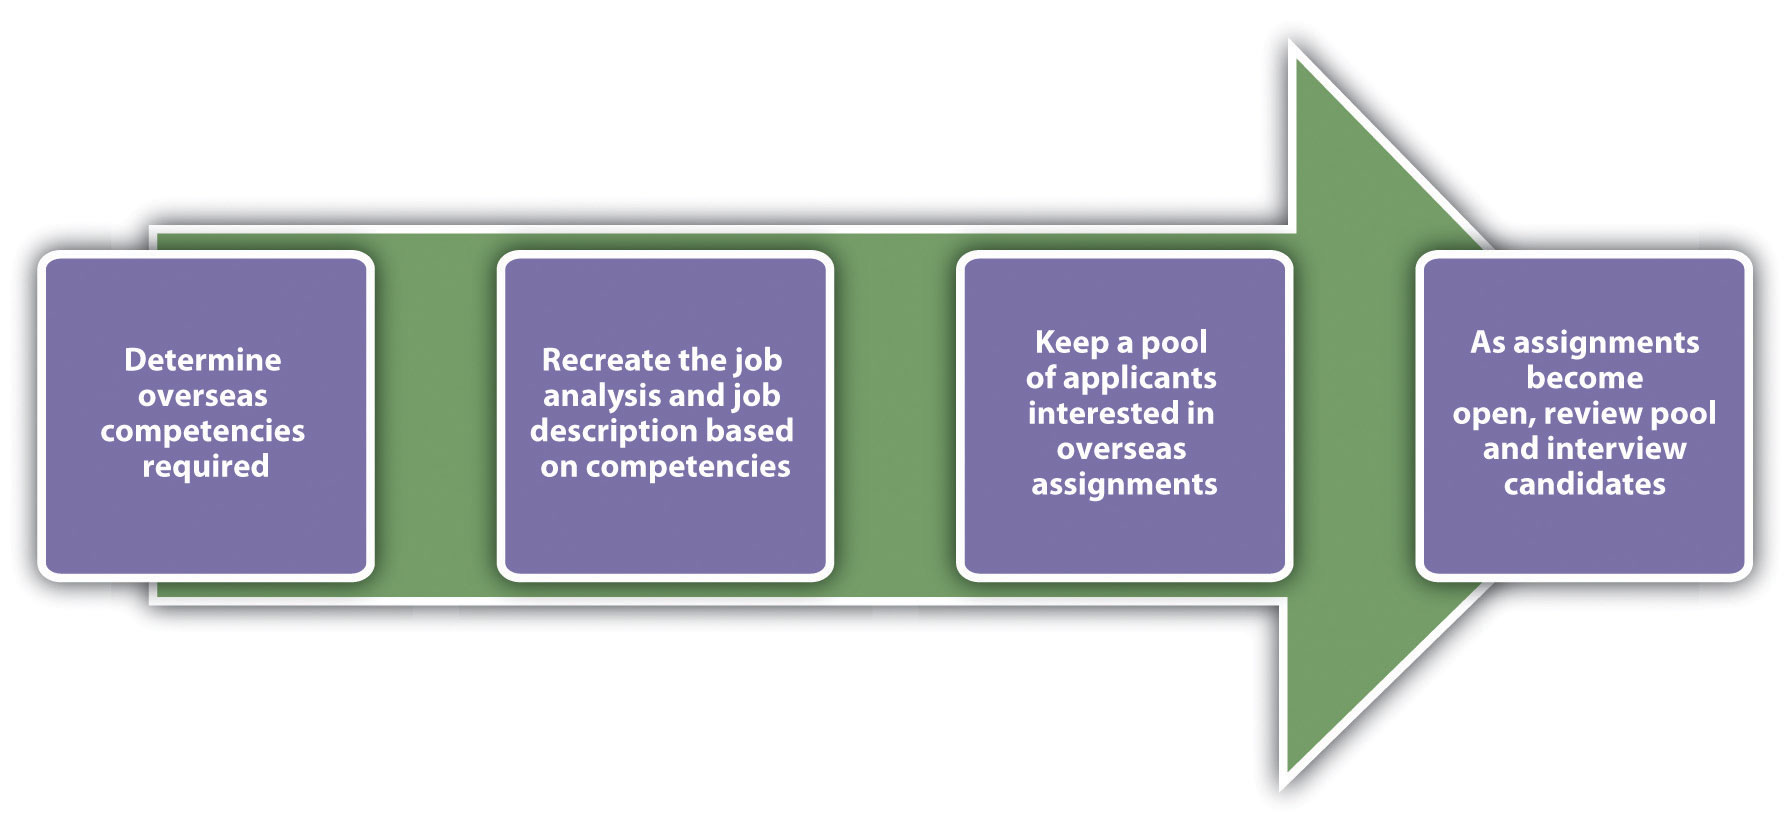 Determine
overseas
competencies
required
Recreate the job
analysis and job
description based
on competencies
Keep a pool
of applicants
interested in
overseas
assignments
As assignments
become
open, review pool
and interview
candidates